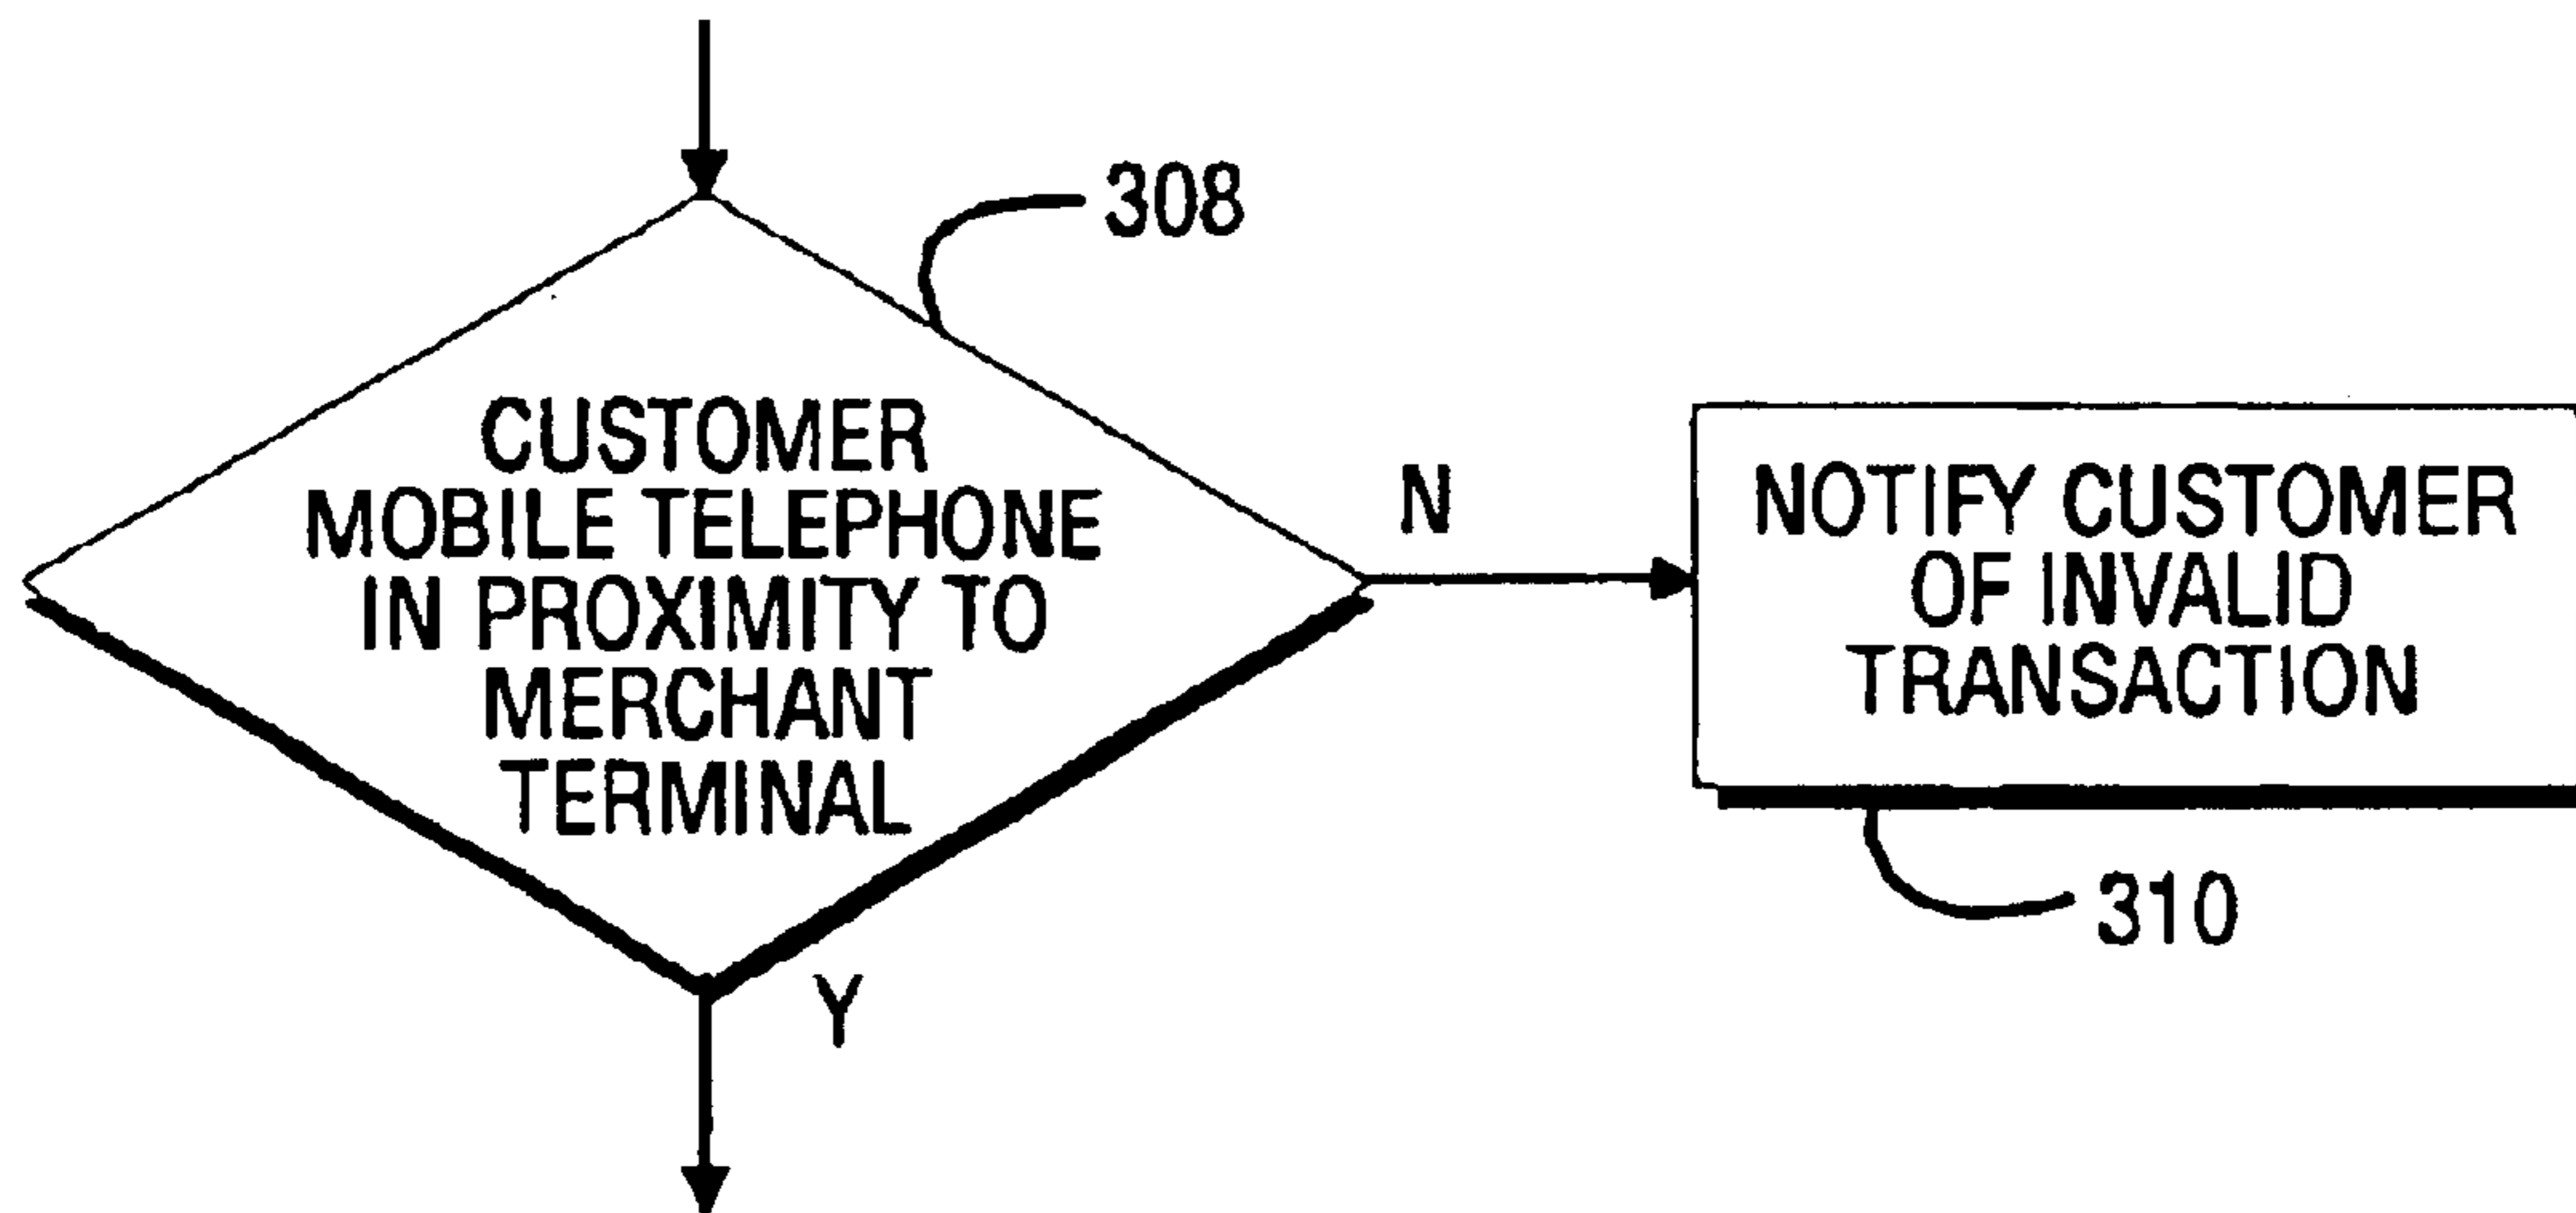 308
CUSTOMER
MOBILE TELEPHONE
IN PROXIMITY TO
MERCHANT
TERMINAL
N
NOTIFY CUSTOMER
OF INVALID
TRANSACTION
310
Y